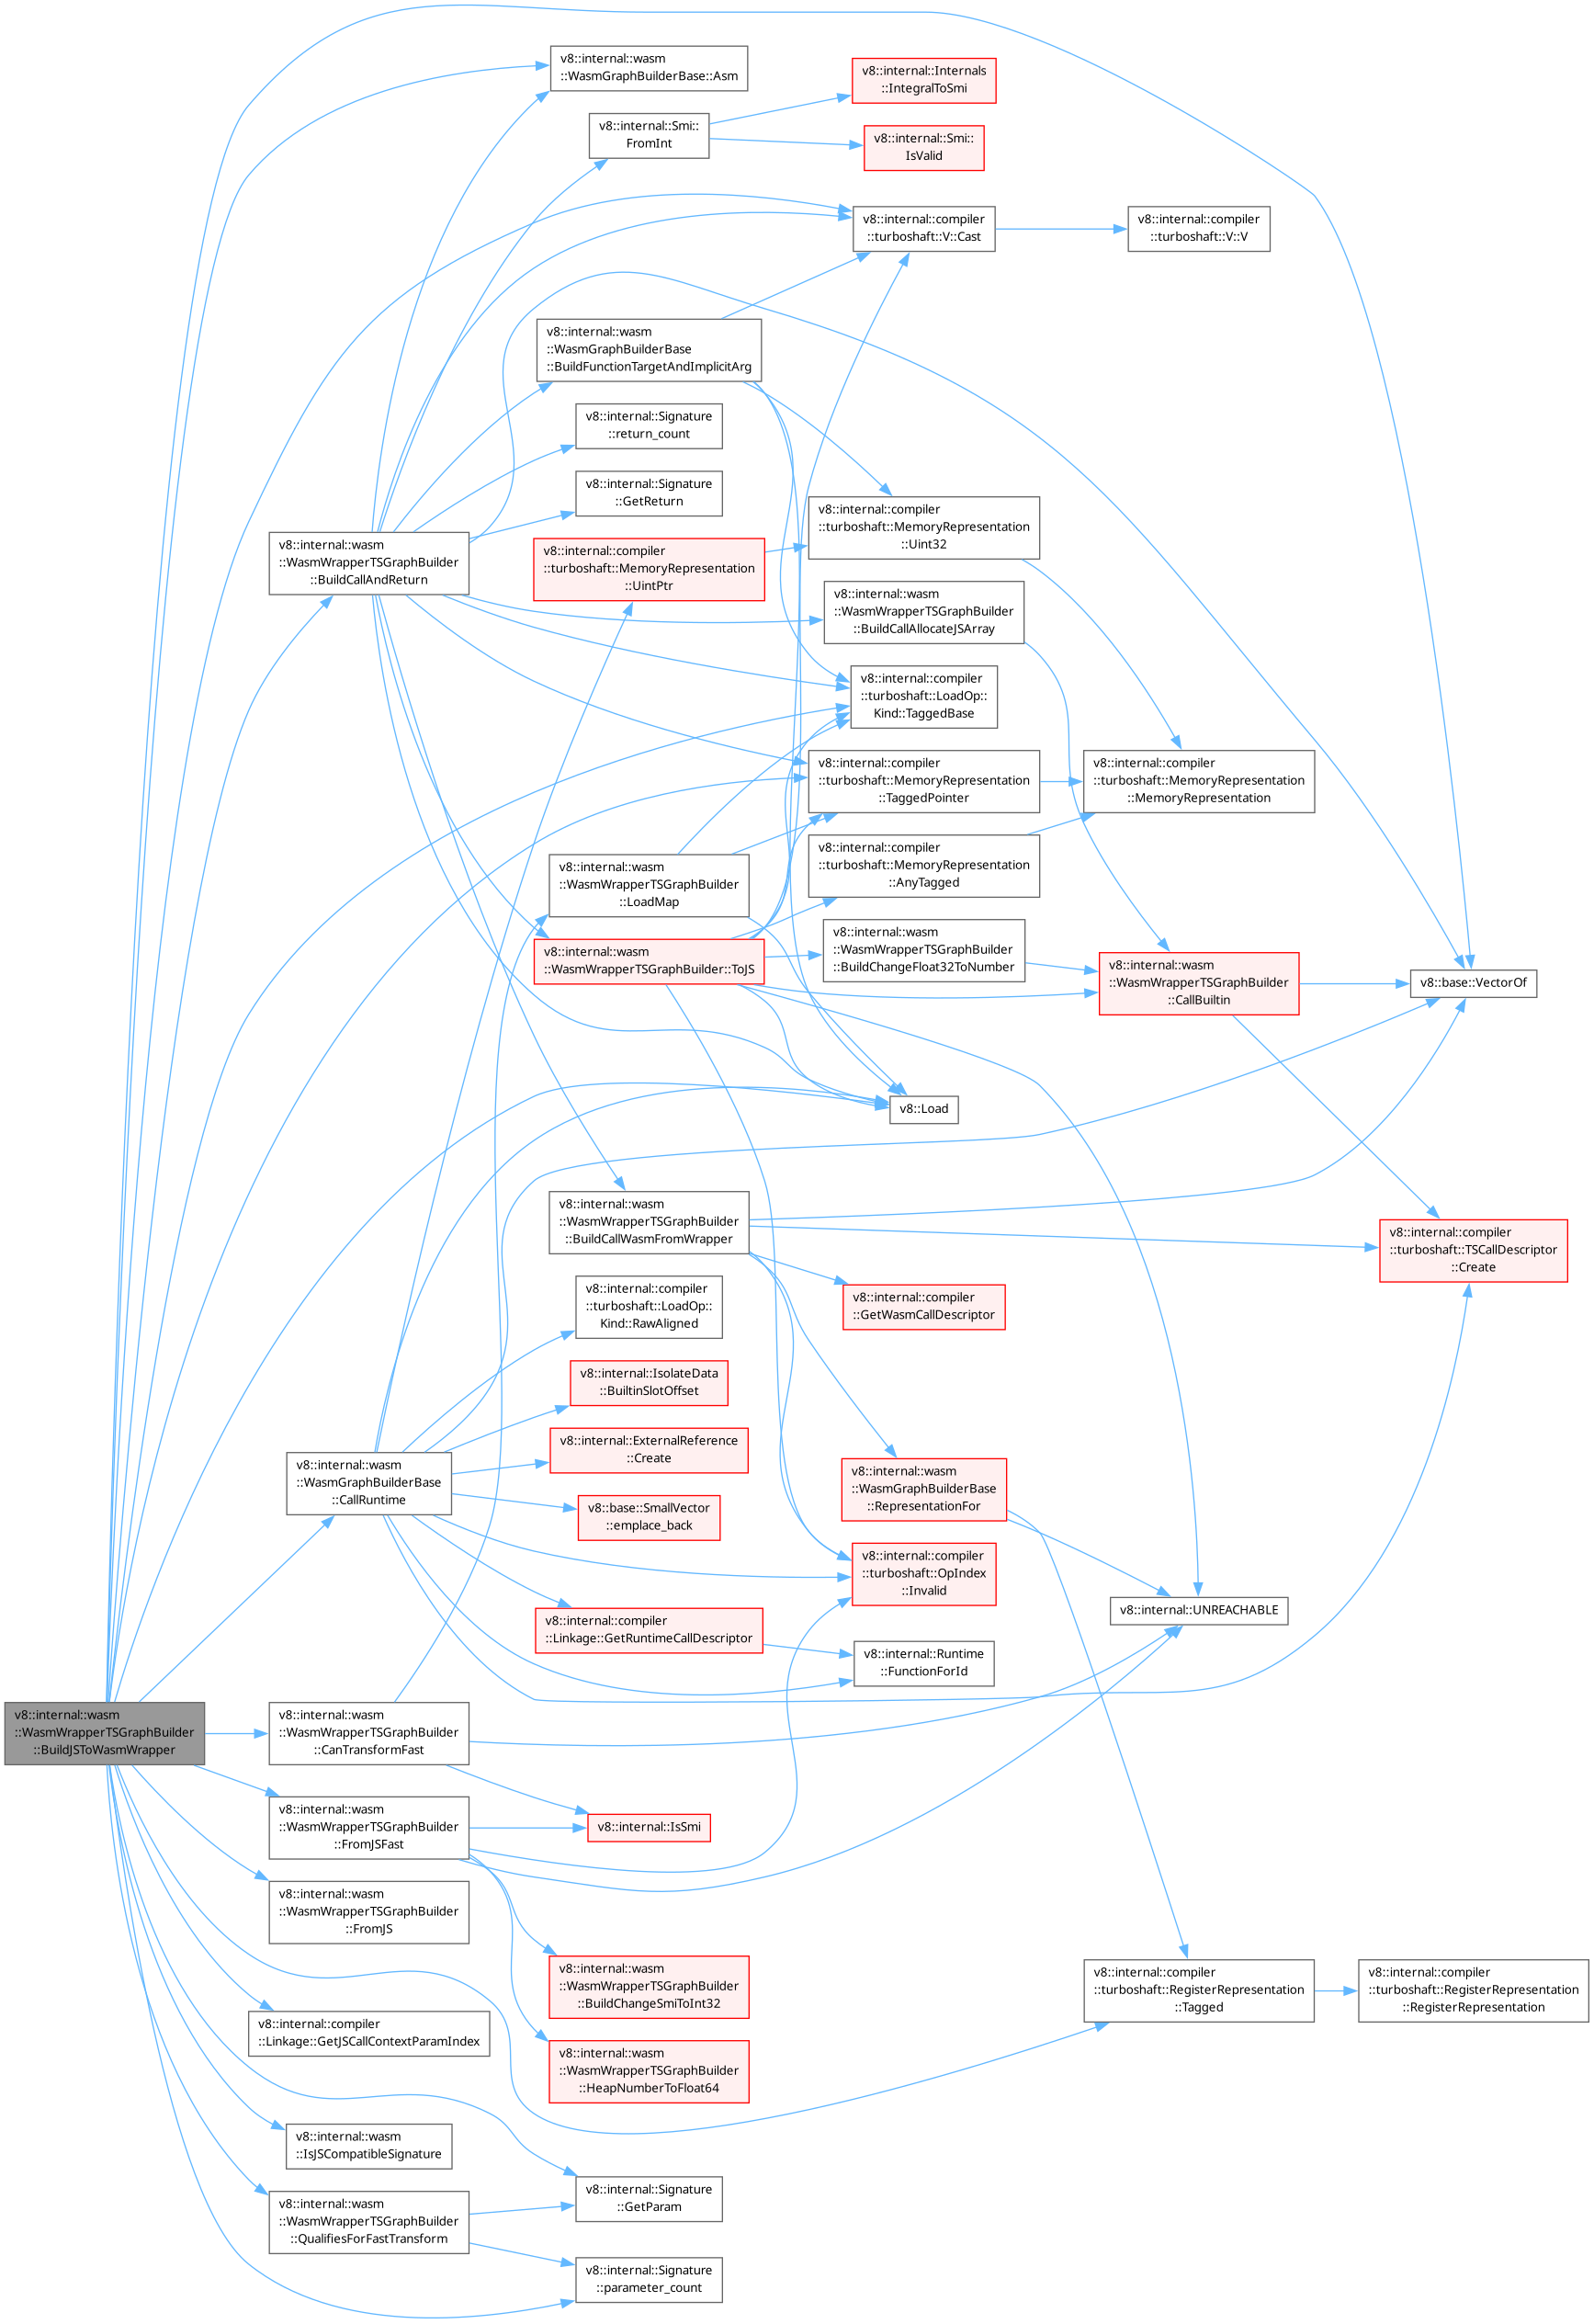 v8::internal::wasm
::WasmGraphBuilderBase::Asm
v8::internal::Internals
::IntegralToSmi
v8::internal::Smi::
FromInt
v8::internal::Smi::
IsValid
v8::internal::compiler
::turboshaft::V::Cast
v8::internal::compiler
::turboshaft::V::V
v8::internal::wasm
::WasmGraphBuilderBase
::BuildFunctionTargetAndImplicitArg
v8::internal::Signature
::return_count
v8::internal::Signature
::GetReturn
v8::internal::compiler
::turboshaft::MemoryRepresentation
::Uint32
v8::internal::wasm
::WasmWrapperTSGraphBuilder
::BuildCallAndReturn
v8::internal::compiler
::turboshaft::MemoryRepresentation
::UintPtr
v8::internal::wasm
::WasmWrapperTSGraphBuilder
::BuildCallAllocateJSArray
v8::internal::compiler
::turboshaft::LoadOp::
Kind::TaggedBase
v8::internal::compiler
::turboshaft::MemoryRepresentation
::TaggedPointer
v8::internal::compiler
::turboshaft::MemoryRepresentation
::MemoryRepresentation
v8::internal::wasm
::WasmWrapperTSGraphBuilder
::LoadMap
v8::internal::compiler
::turboshaft::MemoryRepresentation
::AnyTagged
v8::internal::wasm
::WasmWrapperTSGraphBuilder::ToJS
v8::internal::wasm
::WasmWrapperTSGraphBuilder
::BuildChangeFloat32ToNumber
v8::internal::wasm
::WasmWrapperTSGraphBuilder
::CallBuiltin
v8::base::VectorOf
v8::Load
v8::internal::wasm
::WasmWrapperTSGraphBuilder
::BuildCallWasmFromWrapper
v8::internal::compiler
::turboshaft::TSCallDescriptor
::Create
v8::internal::compiler
::turboshaft::LoadOp::
Kind::RawAligned
v8::internal::compiler
::GetWasmCallDescriptor
v8::internal::IsolateData
::BuiltinSlotOffset
v8::internal::ExternalReference
::Create
v8::internal::wasm
::WasmGraphBuilderBase
::CallRuntime
v8::base::SmallVector
::emplace_back
v8::internal::wasm
::WasmGraphBuilderBase
::RepresentationFor
v8::internal::compiler
::turboshaft::OpIndex
::Invalid
v8::internal::UNREACHABLE
v8::internal::compiler
::Linkage::GetRuntimeCallDescriptor
v8::internal::Runtime
::FunctionForId
v8::internal::wasm
::WasmWrapperTSGraphBuilder
::BuildJSToWasmWrapper
v8::internal::wasm
::WasmWrapperTSGraphBuilder
::CanTransformFast
v8::internal::wasm
::WasmWrapperTSGraphBuilder
::FromJSFast
v8::internal::IsSmi
v8::internal::wasm
::WasmWrapperTSGraphBuilder
::FromJS
v8::internal::wasm
::WasmWrapperTSGraphBuilder
::BuildChangeSmiToInt32
v8::internal::compiler
::turboshaft::RegisterRepresentation
::Tagged
v8::internal::compiler
::turboshaft::RegisterRepresentation
::RegisterRepresentation
v8::internal::compiler
::Linkage::GetJSCallContextParamIndex
v8::internal::wasm
::WasmWrapperTSGraphBuilder
::HeapNumberToFloat64
v8::internal::wasm
::IsJSCompatibleSignature
v8::internal::Signature
::GetParam
v8::internal::wasm
::WasmWrapperTSGraphBuilder
::QualifiesForFastTransform
v8::internal::Signature
::parameter_count